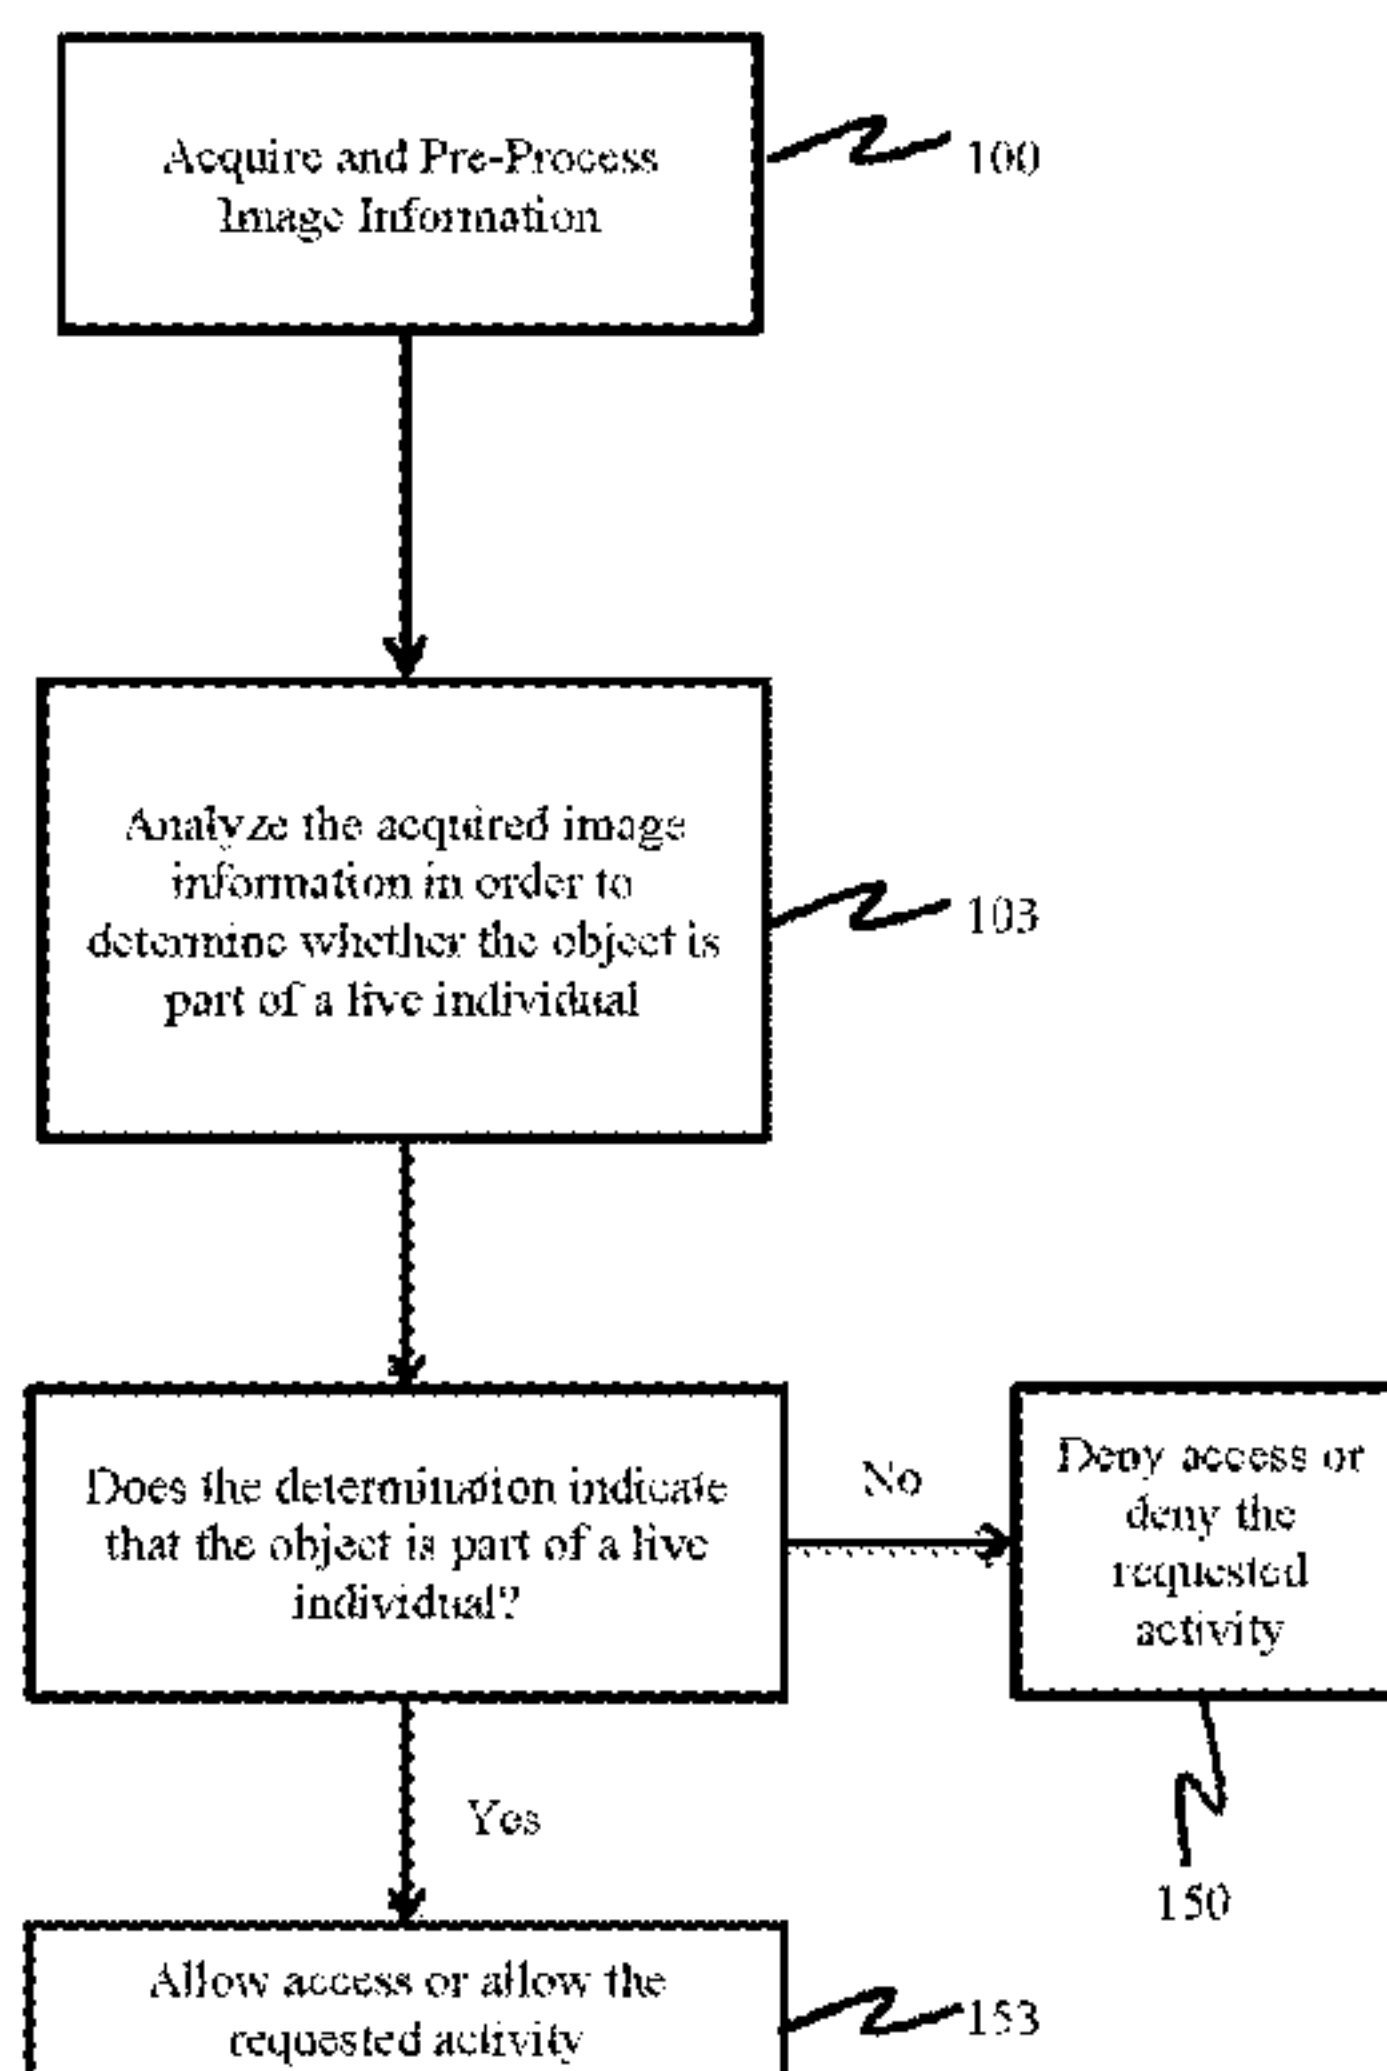 Acquire and Pre-Process
Image Information
100
Analyze the acquired image
information in order to
determine whether the object is
part of a live individual
103
Does the determination indicate
that the object is part of a live
individual?
No
Deny access or
deny the
requested
activity
150
Yes
Allow access or allow the
requested activity
153